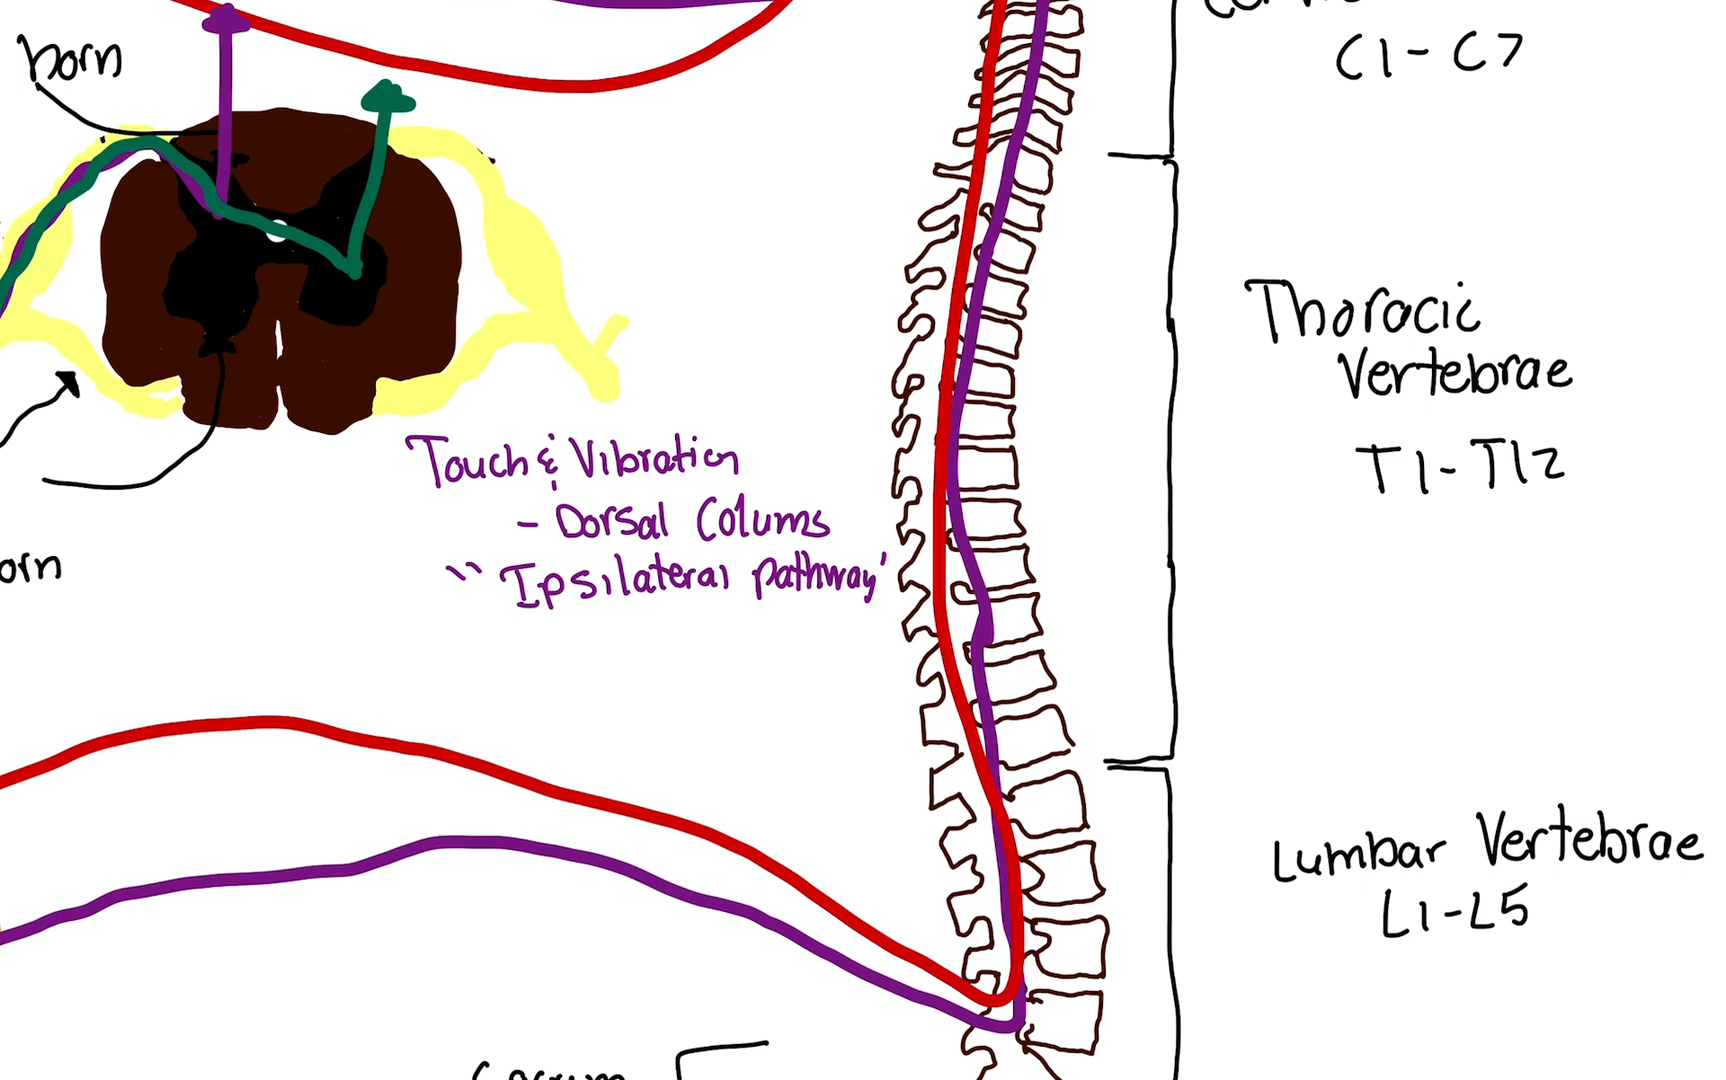 horn
C1-C7
Thoracic
Vertebrae
T1-T12
Touch & Vibration
- Dorsal Colums
"Ipsilateral pathway"
orn
Lumbar Vertebrae
L1-L5